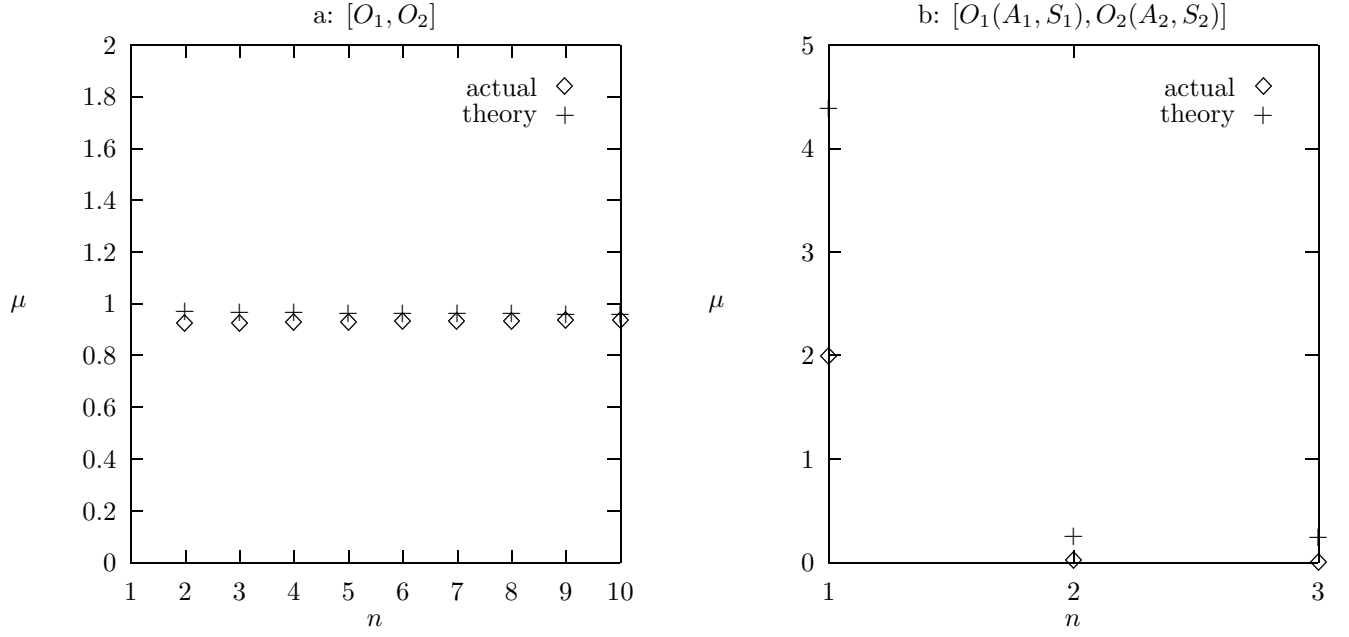 a: [O₁, O₂]
2
1.8
1.6
1.4
1.2
1
0.8
0.6
0.4
0.2
0
μ
actual ◇
theory +
1 2 3 4 5 6 7 8 9 10
n
b: [O₁(A₁, S₁), O₂(A₂, S₂)]
5
4
3
2
1
0
μ
actual ◇
theory +
1 2 3
n